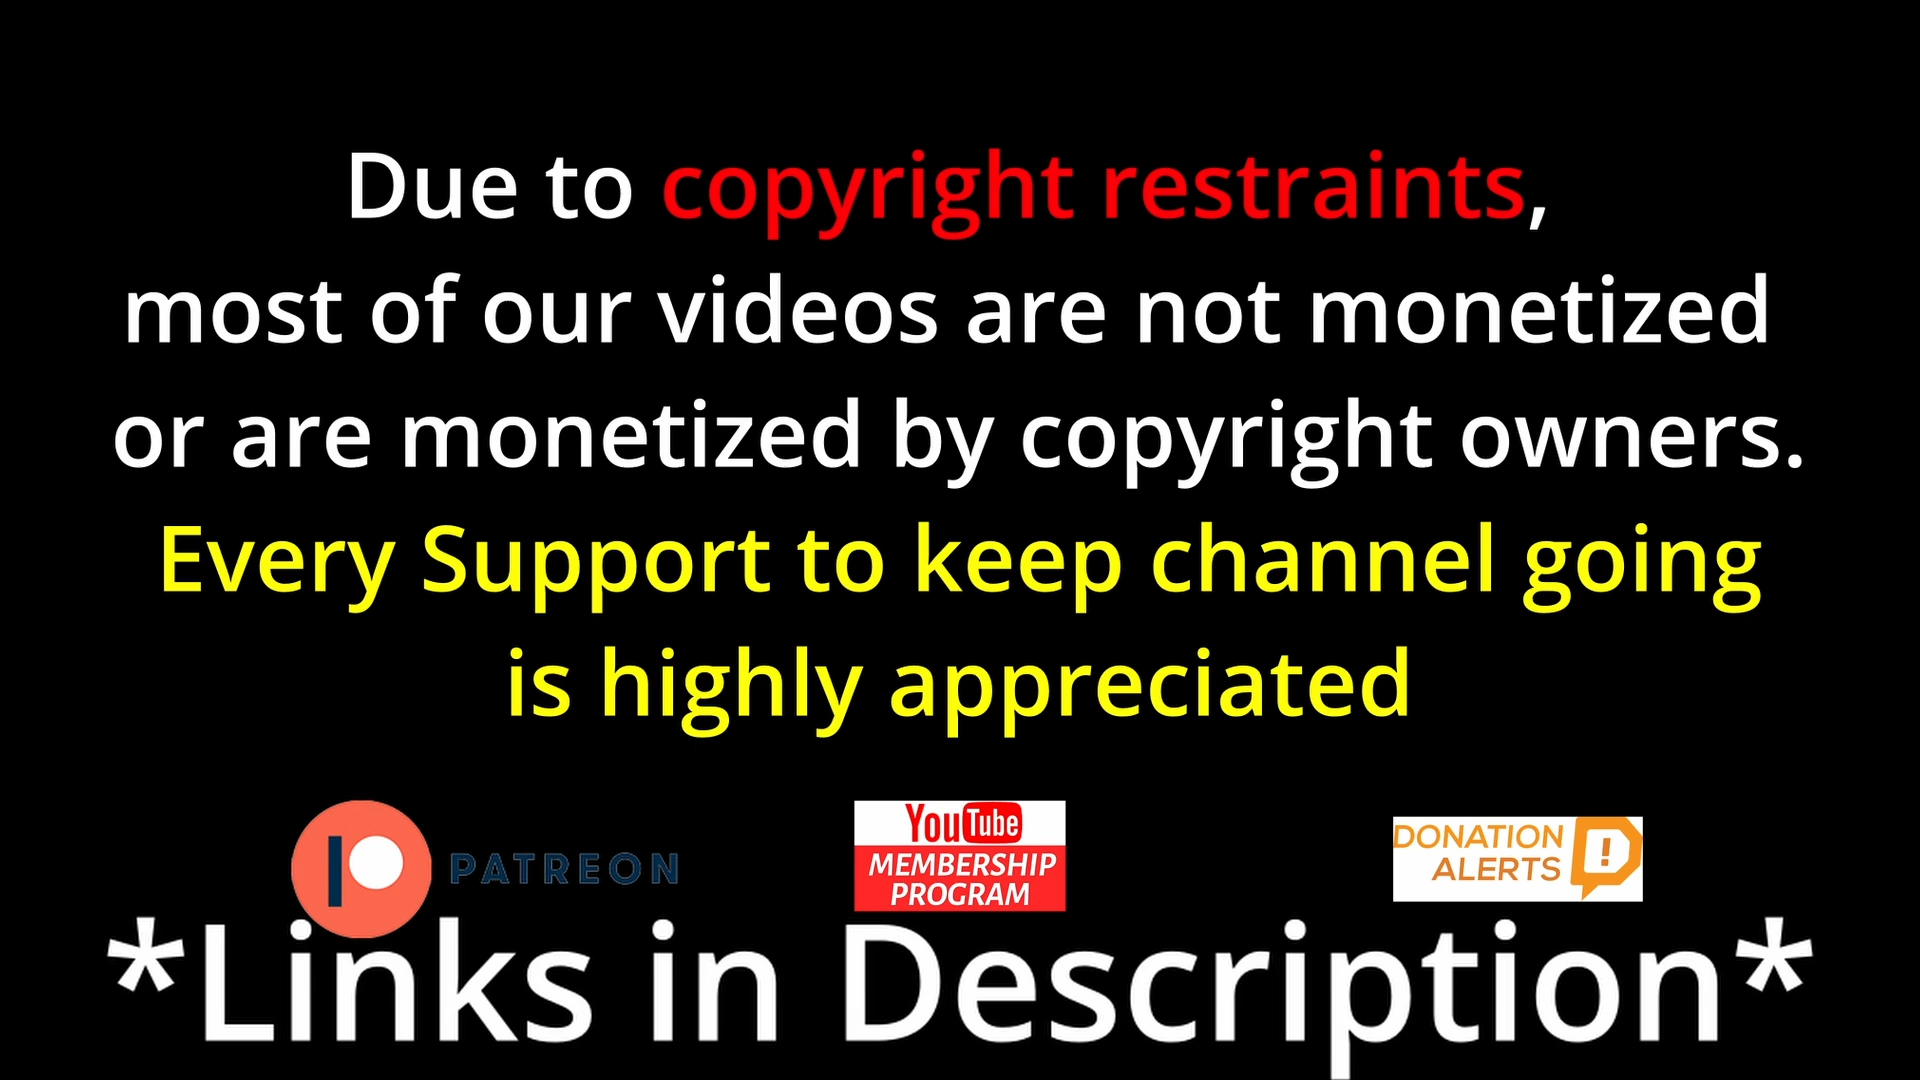 Due to copyright restraints,
most of our videos are not monetized
or are monetized by copyright owners.
Every Support to keep channel going
is highly appreciated
PATREON
YouTube
MEMBERSHIP
PROGRAM
DONATION
ALERTS
*Links in Description*